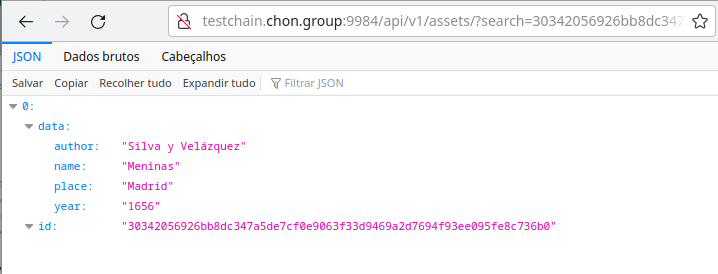 testchain.chon.group:9984/api/v1/assets/?search=30342056926bb8dc347
JSON Dados brutos Cabeçalhos
Salvar Copiar Recolher tudo Expandir tudo Filtrar JSON
0:
data:
author: "Silva y Velázquez"
name: "Meninas"
place: "Madrid"
year: "1656"
id: "30342056926bb8dc347a5de7cf0e9063f33d9469a2d7694f93ee095fe8c736b0"